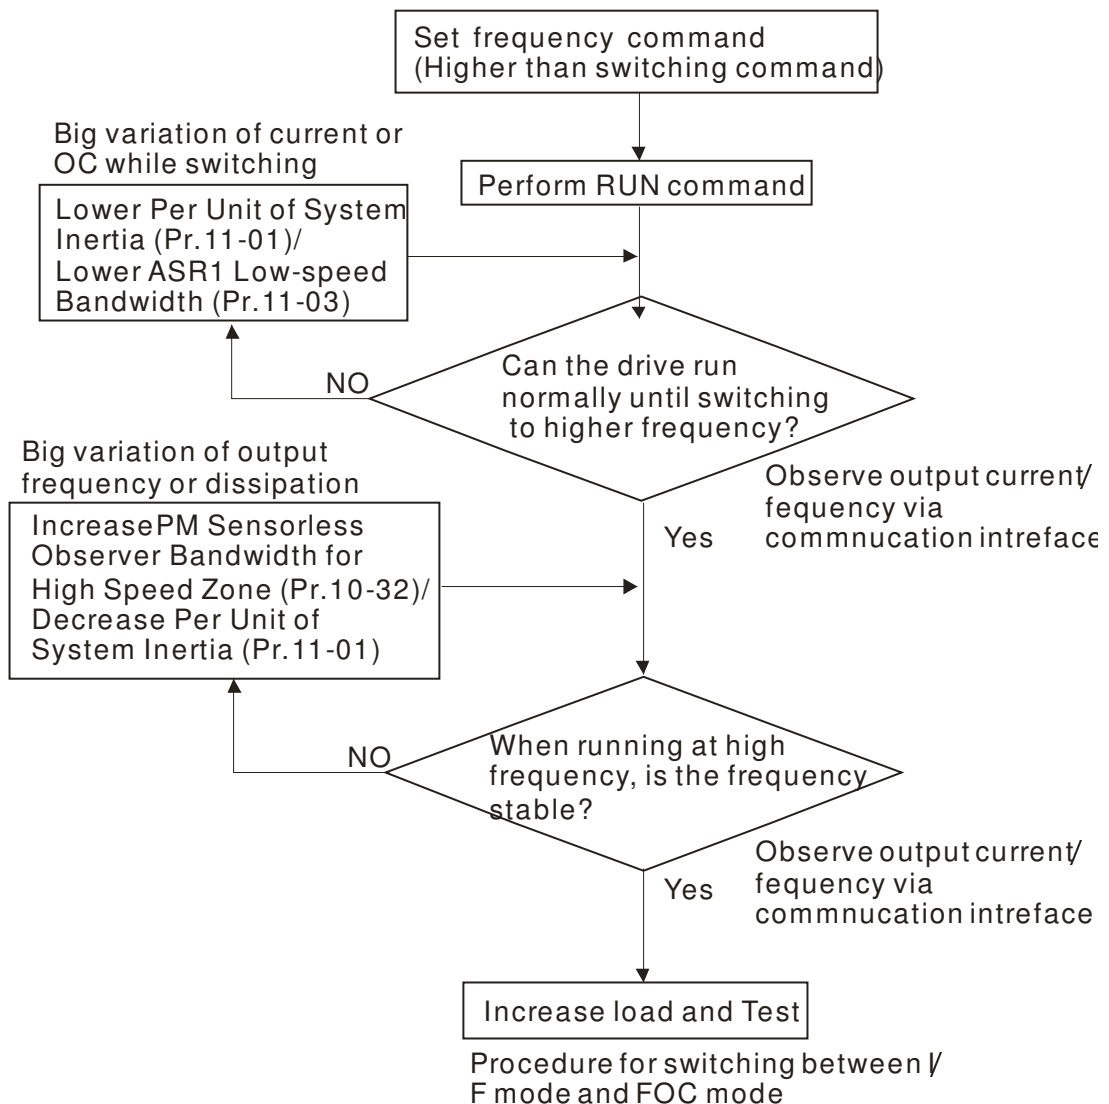 Set frequency command
(Higher than switching command)
Perform RUN command
Big variation of current or
OC while switching
Lower Per Unit of System
Inertia (Pr.11-01)/
Lower ASR1 Low-speed
Bandwidth (Pr.11-03)
NO
Can the drive run
normally until switching
to higher frequency?
Observe output current/
fequency via
commnucation intreface
Yes
Big variation of output
frequency or dissipation
IncreasePM Sensorless
Observer Bandwidth for
High Speed Zone (Pr.10-32)/
Decrease Per Unit of
System Inertia (Pr.11-01)
NO
When running at high
frequency, is the frequency
stable?
Observe output current/
fequency via
commnucation intreface
Yes
Increase load and Test
Procedure for switching between I/
F mode and FOC mode